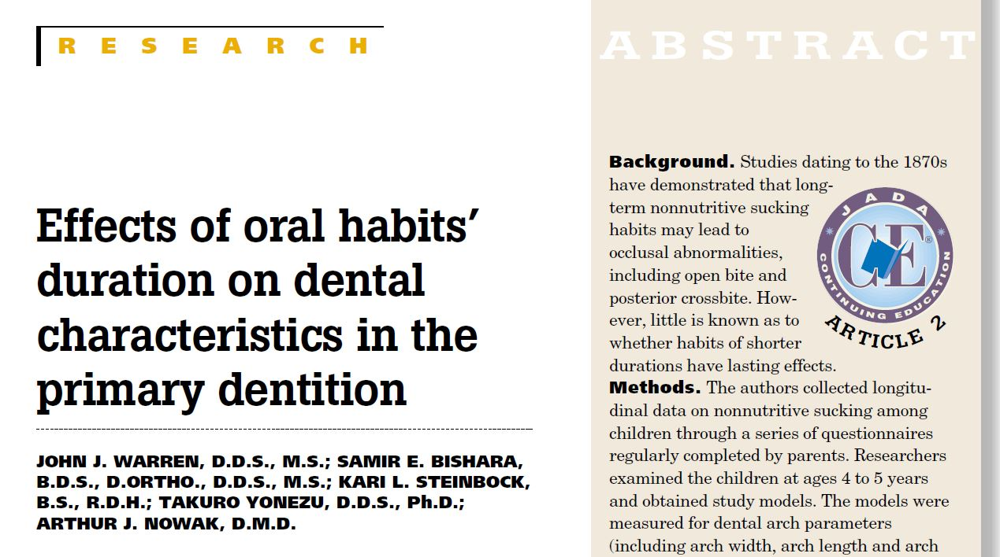 RESEARCH
Effects of oral habits’
duration on dental
characteristics in the
primary dentition
JOHN J. WARREN, D.D.S., M.S.; SAMIR E. BISHARA,
B.D.S., D.ORTHO., D.D.S., M.S.; KARI L. STEINBOCK,
B.S., R.D.H.; TAKURO YONEZU, D.D.S., Ph.D.;
ARTHUR J. NOWAK, D.M.D.
ABSTRACT
Background. Studies dating to the 1870s
have demonstrated that long-
term nonnutritive sucking
habits may lead to
occlusal abnormalities,
including open bite and
posterior crossbite. How-
ever, little is known as to
whether habits of shorter
durations have lasting effects.
Methods. The authors collected longitu-
dinal data on nonnutritive sucking among
children through a series of questionnaires
regularly completed by parents. Researchers
examined the children at ages 4 to 5 years
and obtained study models. The models were
measured for dental arch parameters
(including arch width, arch length and arch
JADA
CE®
CONTINUING EDUCATION
ARTICLE 2